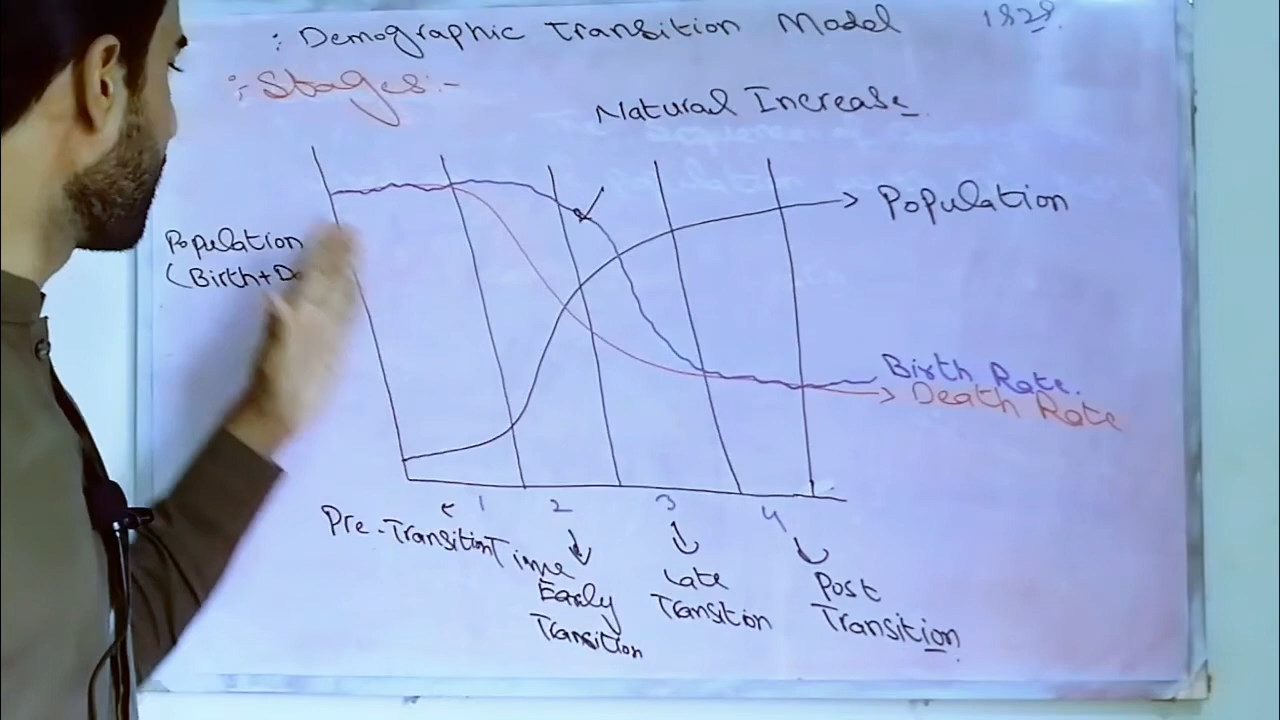 : Demographic Transition Model 1929.
:- Stages :-
Natural Increase
Population
Population
(Birth+D
Birth Rate.
Death Rate
1 2 3 4
Pre-Transition Time
Early
Transition
Late
Transition
Post
Transition.